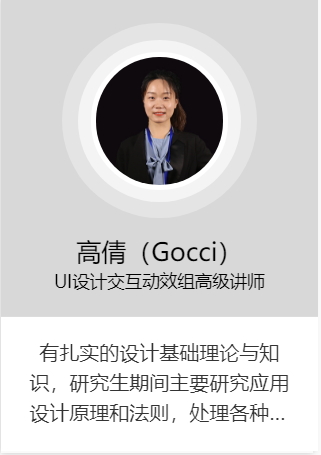 高倩（Gocci）
UI设计交互动效组高级讲师
有扎实的设计基础理论与知
识，研究生期间主要研究应用
设计原理和法则，处理各种...